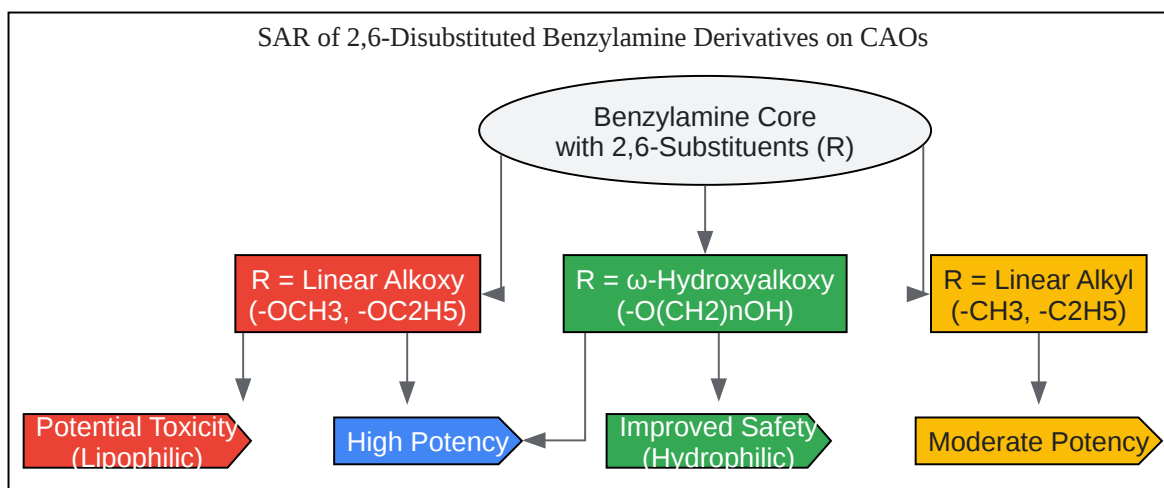 SAR of 2,6-Disubstituted Benzylamine Derivatives on CAOs
Benzylamine Core
with 2,6-Substituents (R)
R = Linear Alkoxy
(-OCH3, -OC2H5)
R = ω-Hydroxyalkoxy
(-O(CH2)nOH)
R = Linear Alkyl
(-CH3, -C2H5)
Potential Toxicity
(Lipophilic)
High Potency
Improved Safety
(Hydrophilic)
Moderate Potency